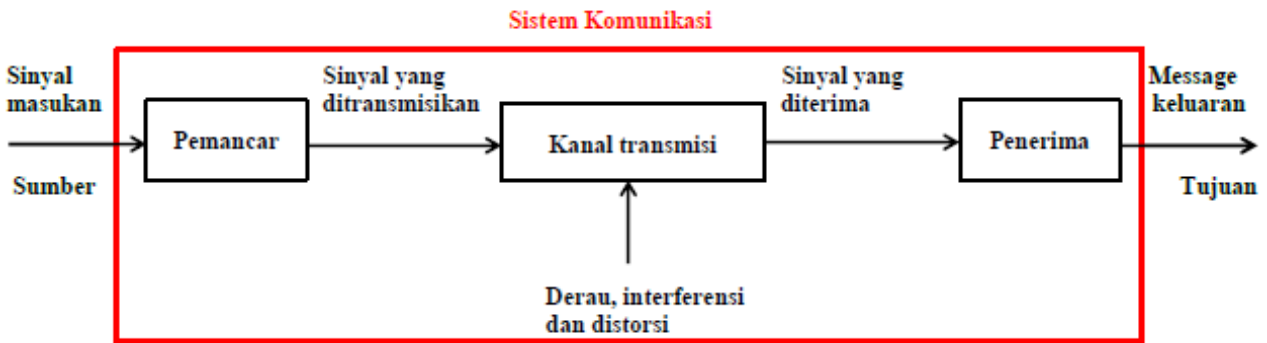 Sistem Komunikasi
Sinyal
masukan
Sumber
Pemancar
Sinyal yang
ditransmisikan
Kanal transmisi
Derau, interferensi
dan distorsi
Sinyal yang
diterima
Penerima
Message
keluaran
Tujuan